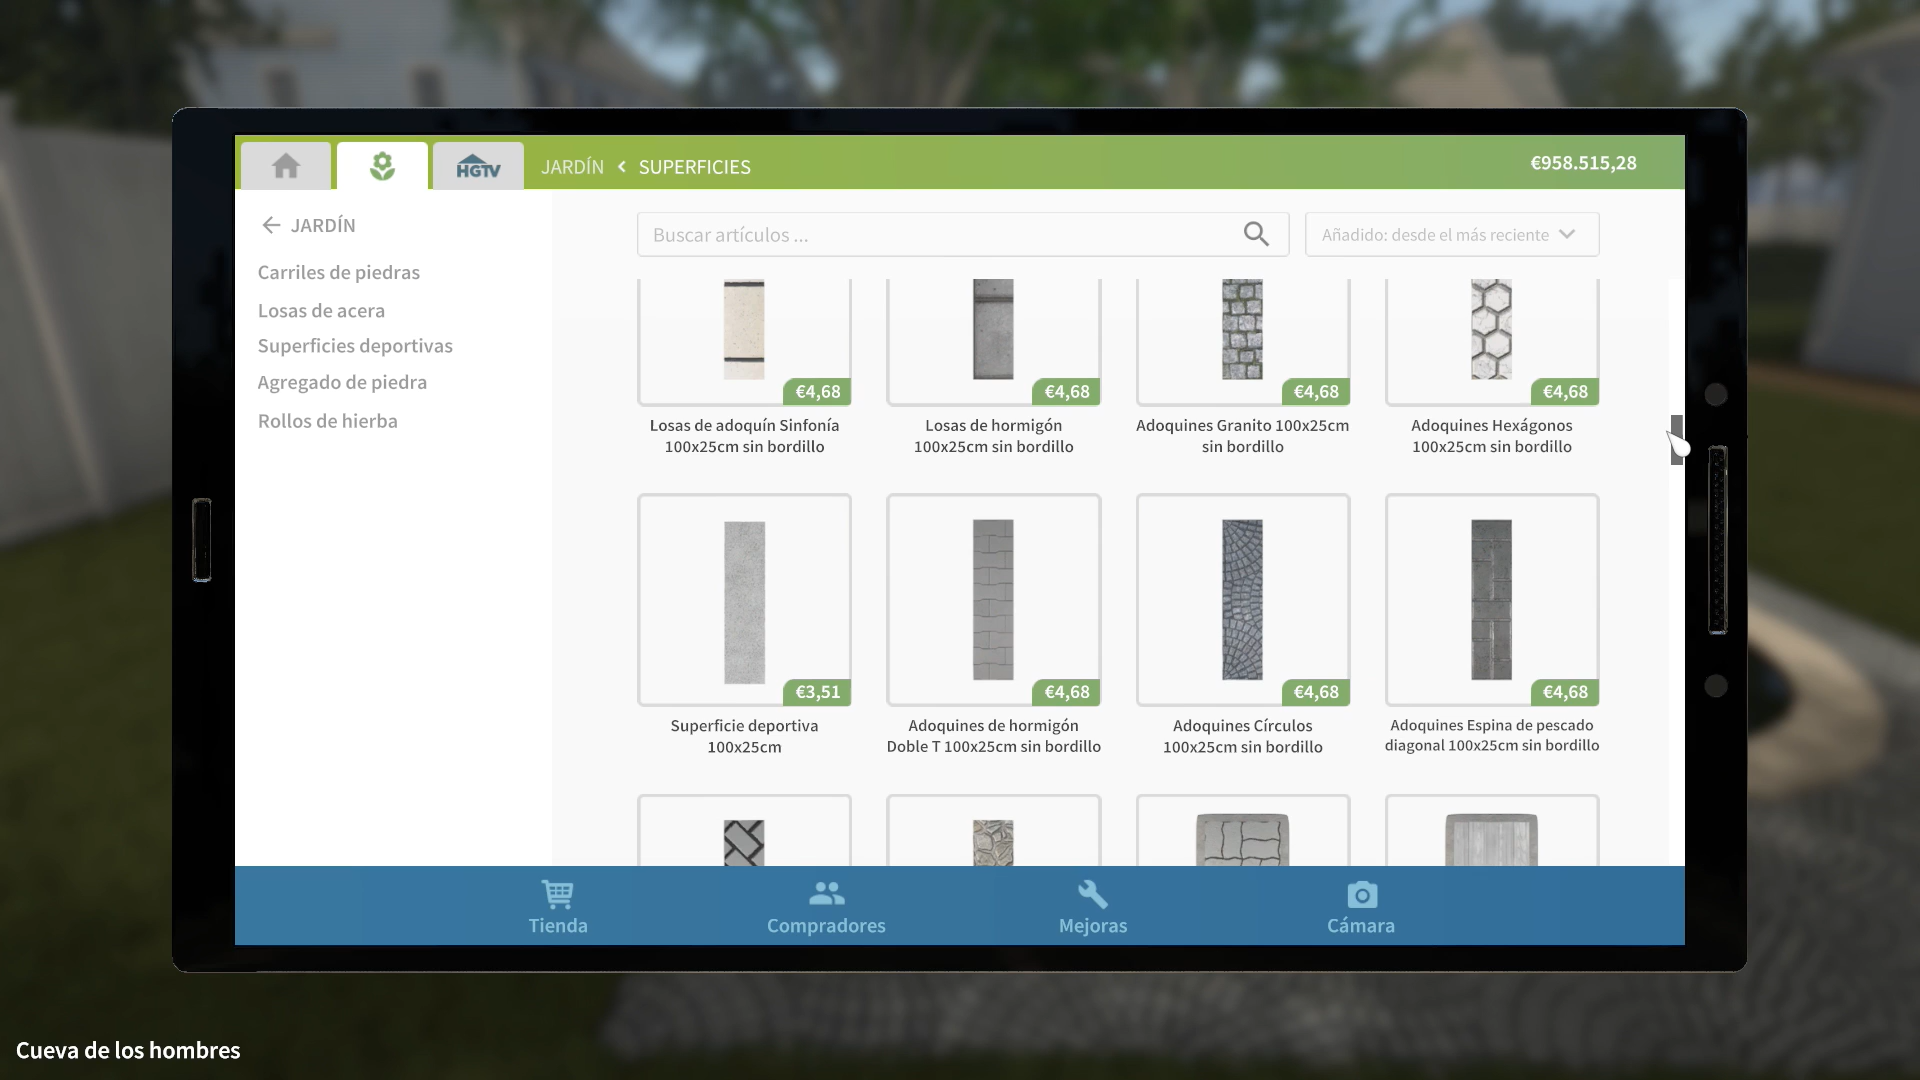 HGTV
JARDÍN < SUPERFICIES
€958.515,28
JARDÍN
Carriles de piedras
Losas de acera
Superficies deportivas
Agregado de piedra
Rollos de hierba
Buscar artículos ...
Añadido: desde el más reciente
€4,68
€4,68
€4,68
€4,68
Losas de adoquín Sinfonía
100x25cm sin bordillo
Losas de hormigón
100x25cm sin bordillo
Adoquines Granito 100x25cm
sin bordillo
Adoquines Hexágonos
100x25cm sin bordillo
€3,51
€4,68
€4,68
€4,68
Superficie deportiva
100x25cm
Adoquines de hormigón
Doble T 100x25cm sin bordillo
Adoquines Círculos
100x25cm sin bordillo
Adoquines Espina de pescado
diagonal 100x25cm sin bordillo
Tienda
Compradores
Mejoras
Cámara
Cueva de los hombres